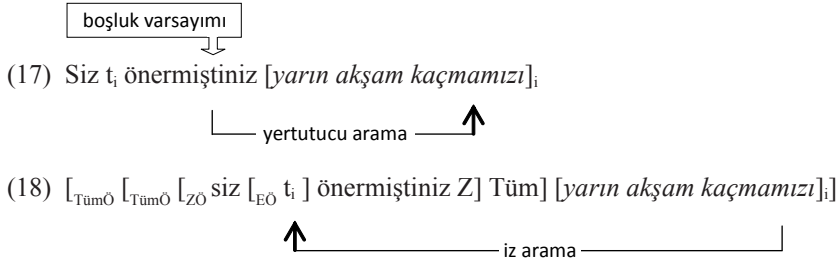 boşluk varsayımı
(17) Siz tᵢ önermiştiniz [yarın akşam kaçmamızı]ᵢ
yertutucu arama
(18) [TümÖ [TümÖ [ZÖ siz [EÖ tᵢ ] önermiştiniz Z] Tüm] [yarın akşam kaçmamızı]ᵢ]
iz arama